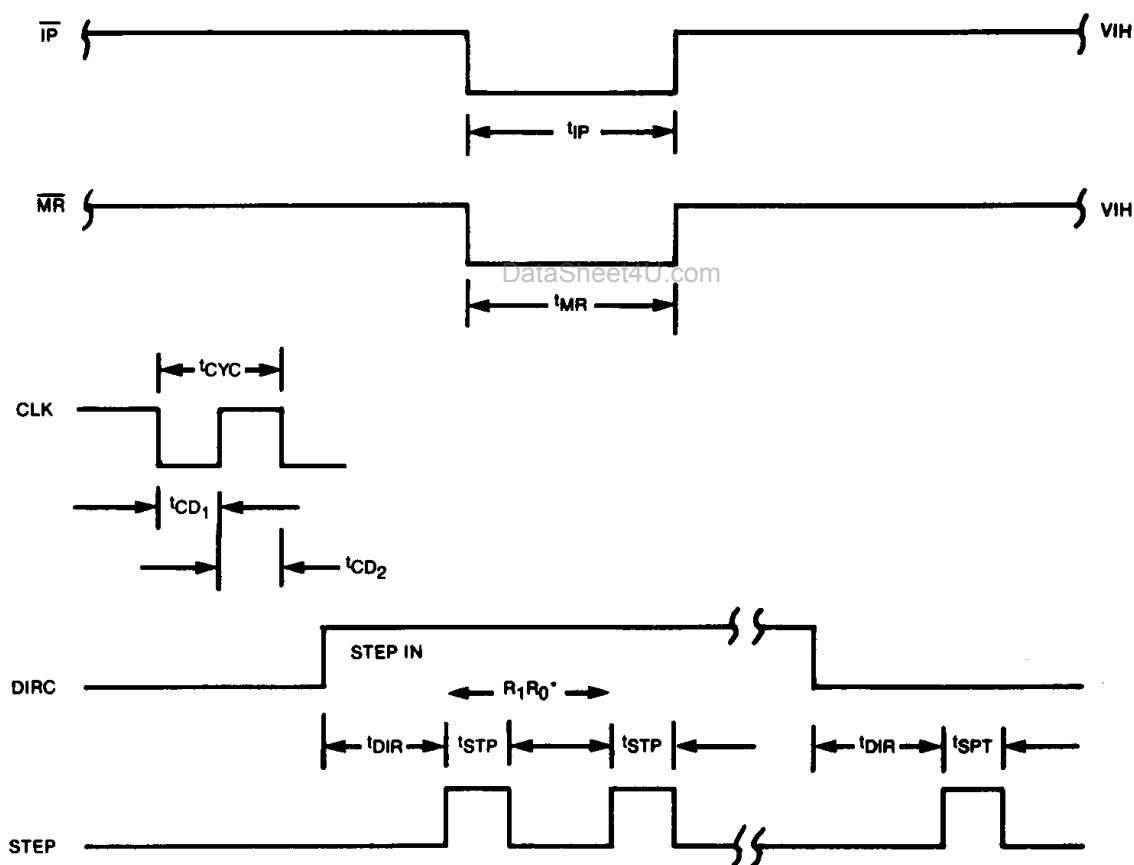 IP VIH
tIP
MR VIH
DataSheet4U.com
tMR
tCYC
CLK
tCD1
tCD2
STEP IN
DIRC
R1R0*
tDIR tSTP tSTP tDIR tSPT
STEP